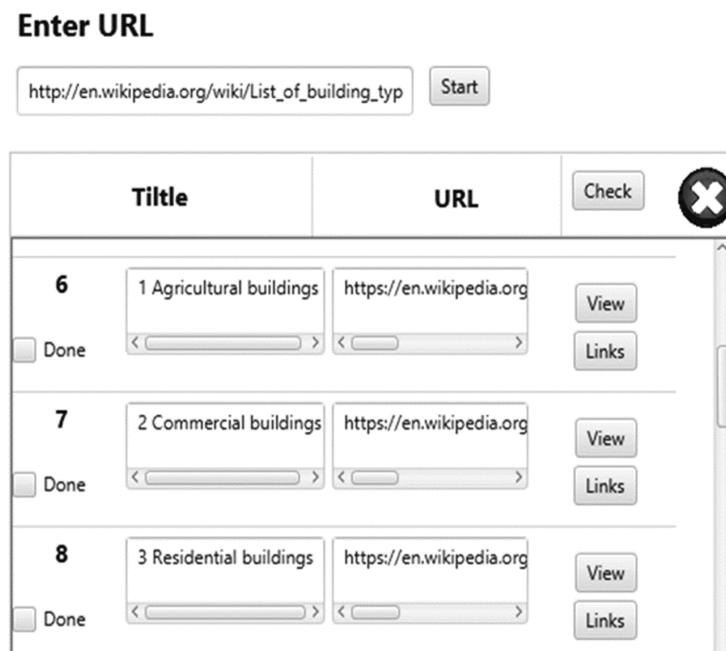 Enter URL
http://en.wikipedia.org/wiki/List_of_building_typ Start
Tiltle URL Check
6 1 Agricultural buildings https://en.wikipedia.org View
Done Links
7 2 Commercial buildings https://en.wikipedia.org View
Done Links
8 3 Residential buildings https://en.wikipedia.org View
Done Links